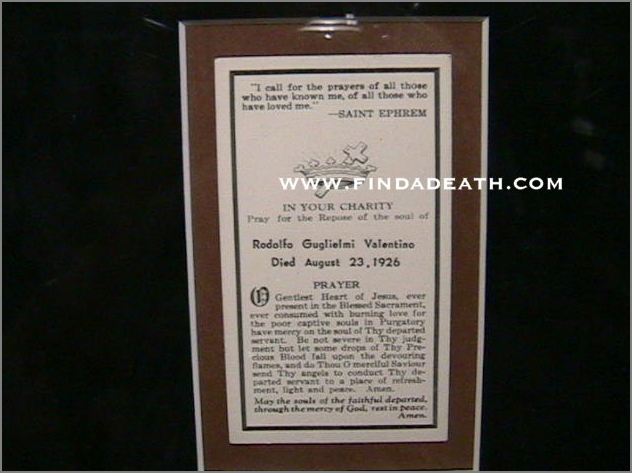 "I call for the prayers of all those
who have known me, of all those who
have loved me."
—SAINT EPHREM
WWW.FINDADEATH.COM
IN YOUR CHARITY
Pray for the Repose of the soul of
Rodolfo Guglielmi Valentino
Died August 23, 1926
PRAYER
O Gentlest Heart of Jesus, ever
present in the Blessed Sacrament,
ever consumed with burning love for
the poor captive souls in Purgatory
have mercy on the soul of Thy departed
servant. Be not severe in Thy judg-
ment but let some drops of Thy Pre-
cious Blood fall upon the devouring
flames, and do Thou O merciful Saviour
send Thy angels to conduct Thy de-
parted servant to a place of refresh-
ment, light and peace. Amen.
May the souls of the faithful departed,
through the mercy of God, rest in peace.
Amen.